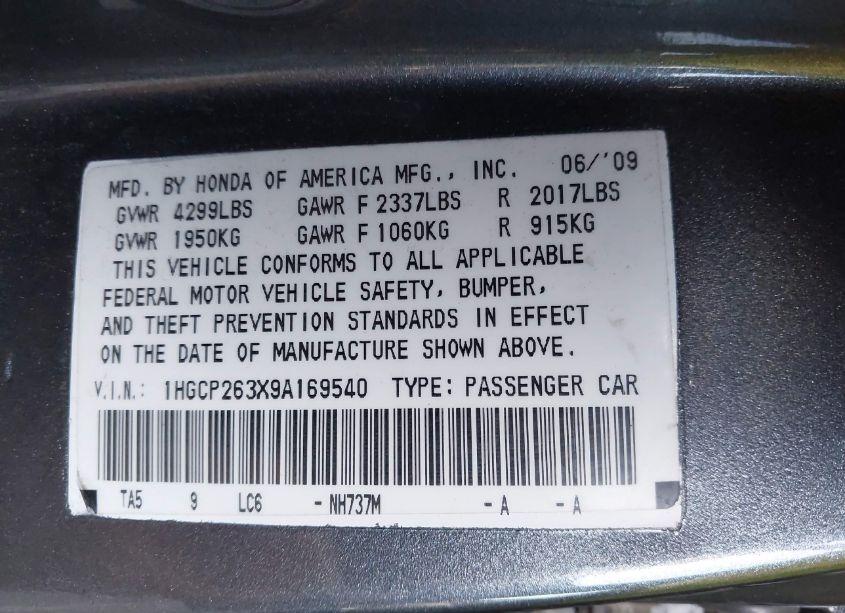 MFD. BY HONDA OF AMERICA MFG., INC. 06/'09
GVWR 4299LBS GAWR F 2337LBS R 2017LBS
GVWR 1950KG GAWR F 1060KG R 915KG
THIS VEHICLE CONFORMS TO ALL APPLICABLE
FEDERAL MOTOR VEHICLE SAFETY, BUMPER,
AND THEFT PREVENTION STANDARDS IN EFFECT
ON THE DATE OF MANUFACTURE SHOWN ABOVE.
V.I.N.: 1HGCP263X9A169540 TYPE: PASSENGER CAR
TA5 9 LC6 - NH737M - A - A